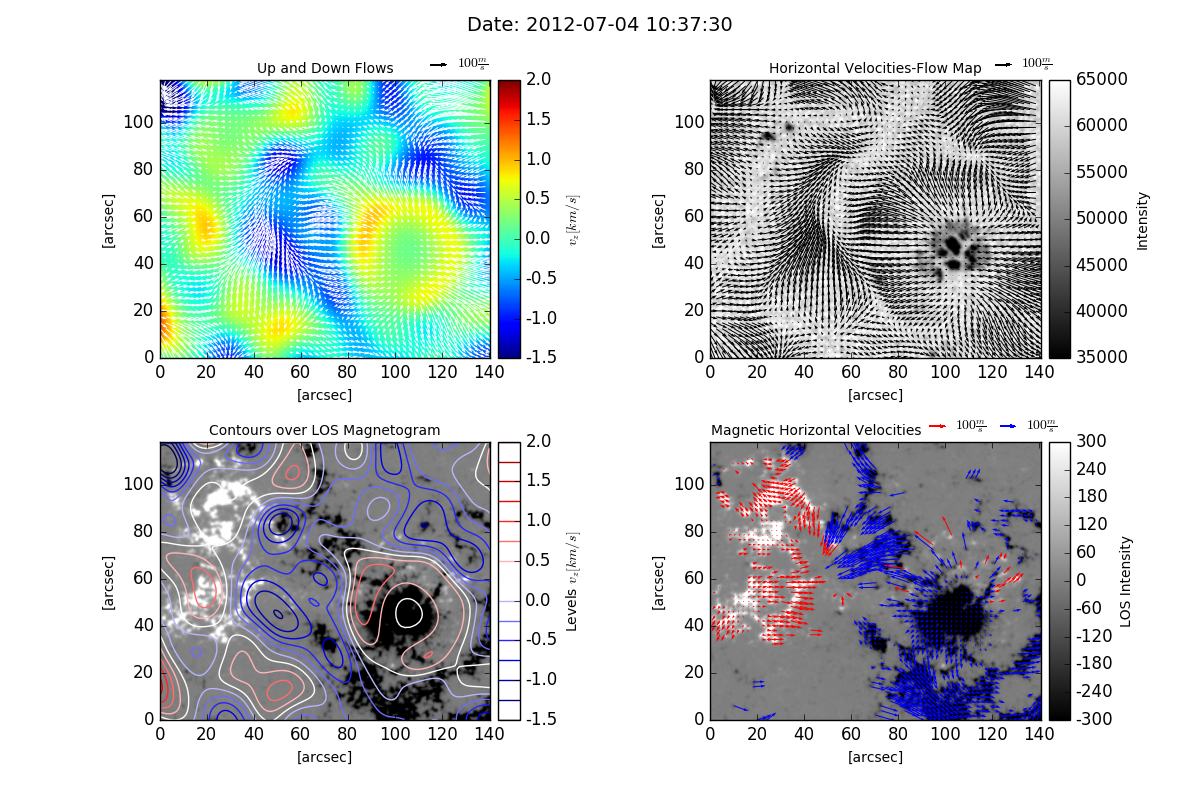 Date: 2012-07-04 10:37:30
Up and Down Flows
100 m/s
2.0
1.5
1.0
0.5
0.0
-0.5
-1.0
-1.5
v_z[km/s]
100
80
60
40
20
0
[arcsec]
0 20 40 60 80 100 120 140
[arcsec]
Horizontal Velocities-Flow Map
100 m/s
65000
60000
55000
50000
45000
40000
35000
Intensity
100
80
60
40
20
0
[arcsec]
0 20 40 60 80 100 120 140
[arcsec]
Contours over LOS Magnetogram
2.0
1.5
1.0
0.5
0.0
-0.5
-1.0
-1.5
Levels v_z[km/s]
100
80
60
40
20
0
[arcsec]
0 20 40 60 80 100 120 140
[arcsec]
Magnetic Horizontal Velocities
100 m/s 100 m/s
300
240
180
120
60
0
-60
-120
-180
-240
-300
LOS Intensity
100
80
60
40
20
0
[arcsec]
0 20 40 60 80 100 120 140
[arcsec]